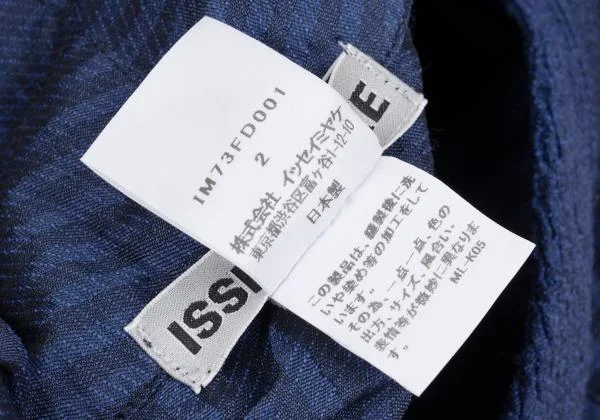 IM73FD001
2
株式会社 イッセイミヤケ
東京都渋谷区富ヶ谷1-12-10
日本製
この製品は、縫製後に洗
いや染め等の加工をして
います。
その為、一点一点、色の
出方、サイズ、風合い、
表情等が微妙に異なりま
す。
ML-K05
ISSE
E